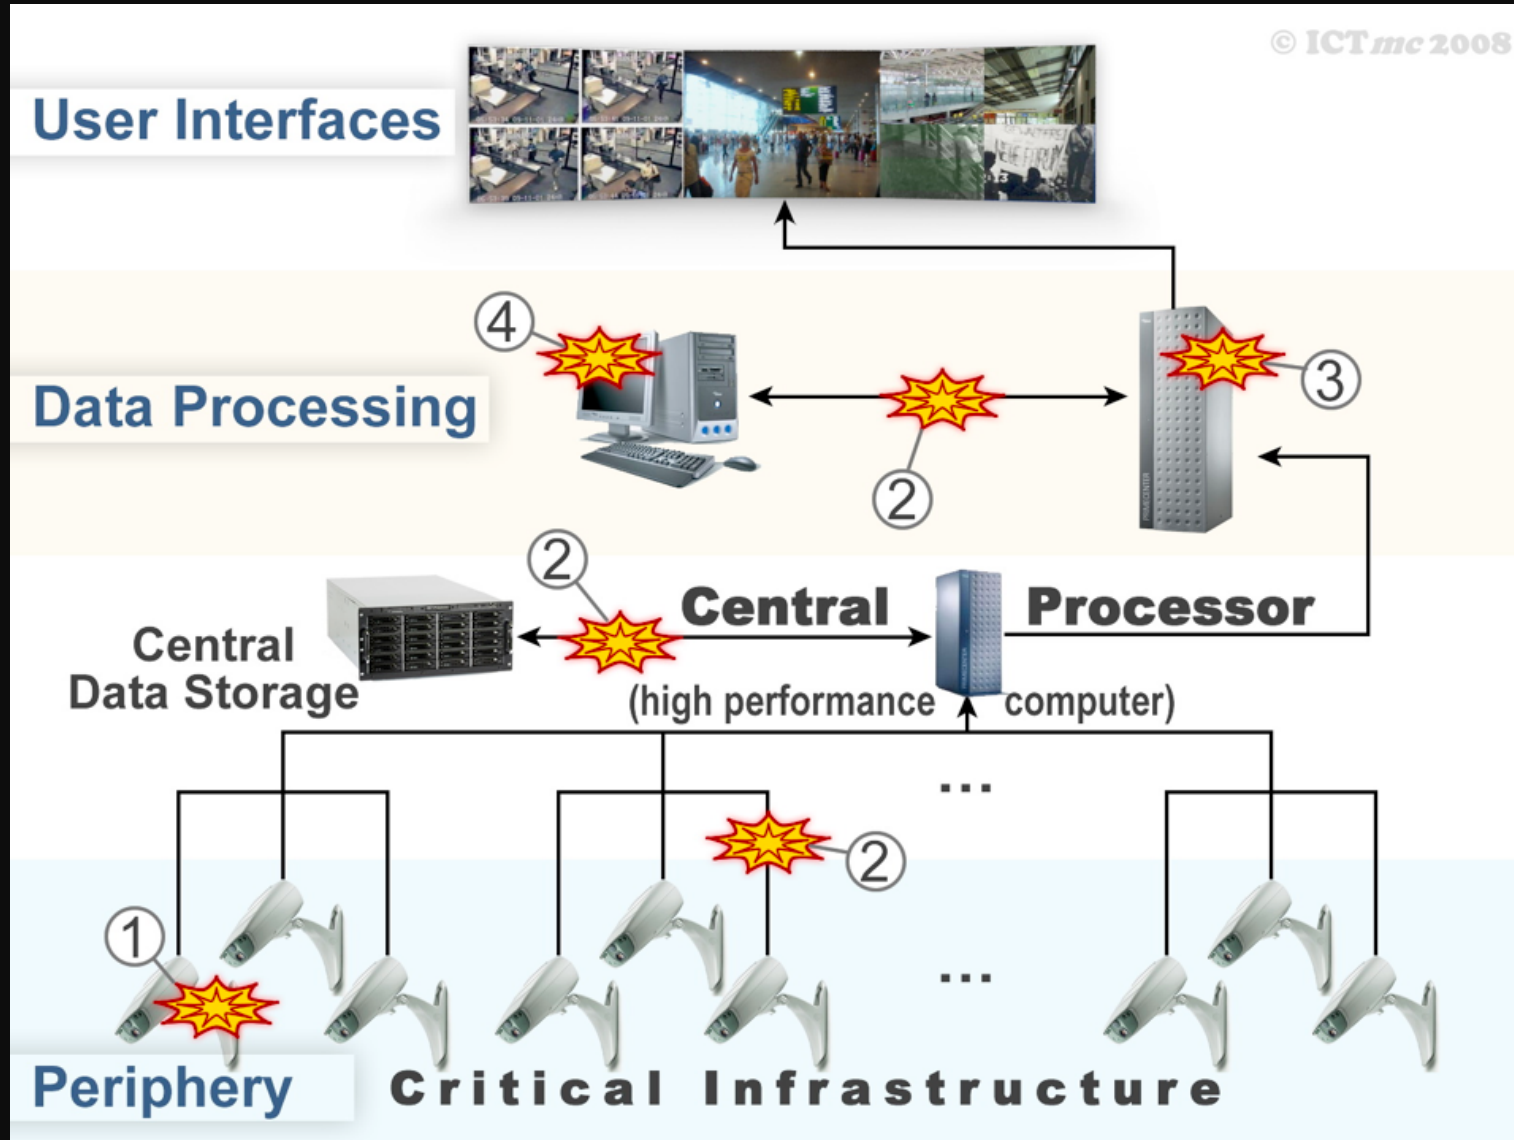 © ICTmc 2008
User Interfaces
4
3
Data Processing
2
2
Central Processor
Central
Data Storage
(high performance computer)
...
2
1
...
Periphery
Critical Infrastructure